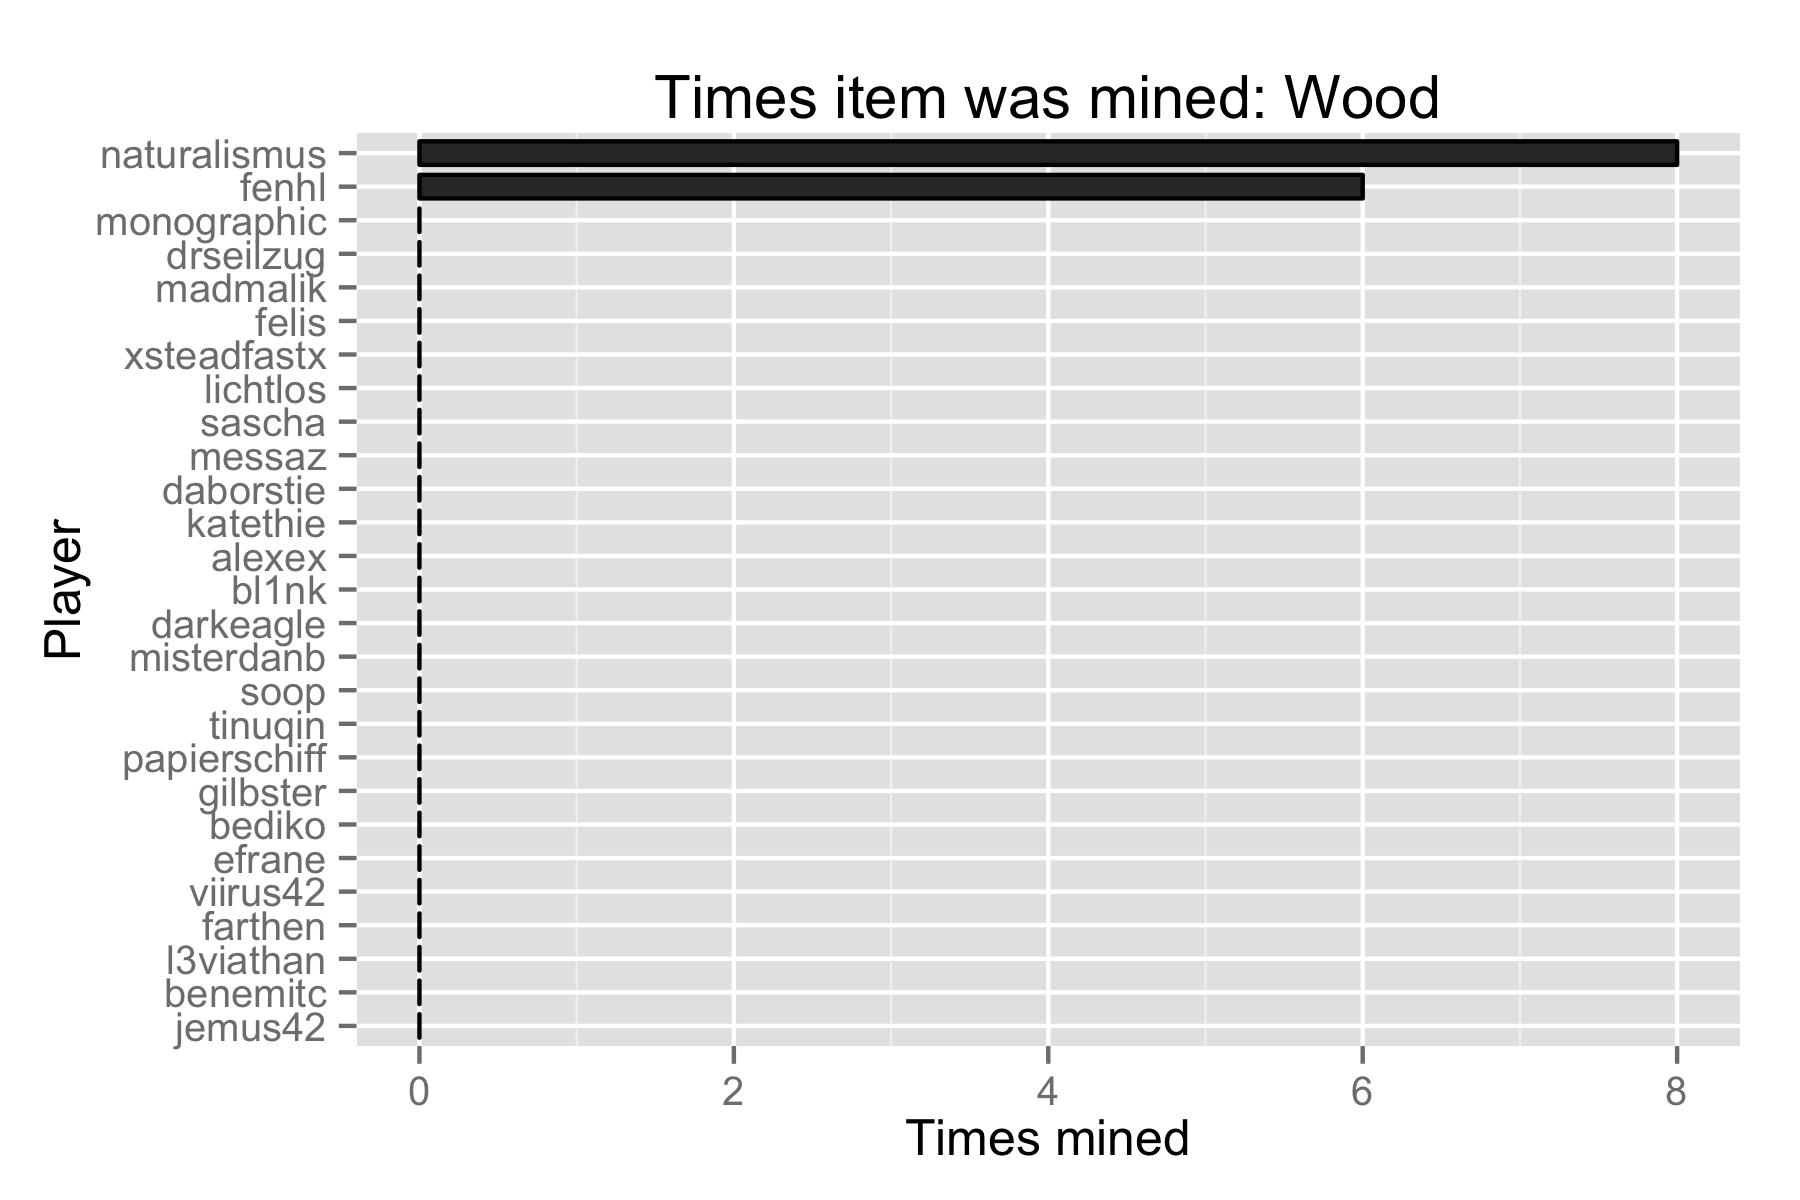 Times item was mined: Wood
naturalismus
fenhl
monographic
drseilzug
madmalik
felis
xsteadfastx
lichtlos
sascha
messaz
daborstie
katethie
alexex
bl1nk
darkeagle
misterdanb
soop
tinuqin
papierschiff
gilbster
bediko
efrane
viirus42
farthen
l3viathan
benemitc
jemus42
Player
0 2 4 6 8
Times mined